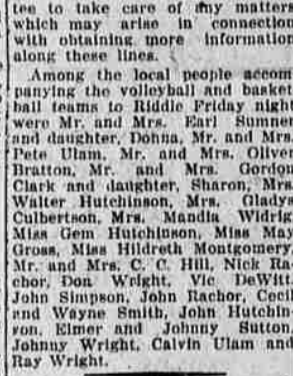 tee to take care of any matters
which may arise in connection
with obtaining more information
along these lines.
Among the local people accom
panying the volleyball and basket
ball teams to Riddle Friday night
were Mr. and Mrs. Earl Sumner
and daughter, Donna, Mr. and Mrs.
Pete Ulam, Mr. and Mrs. Oliver
Bratton, Mr. and Mrs. Gordon
Clark and daughter, Sharon, Mrs.
Walter Hutchinson, Mrs. Gladys
Culbertson, Mrs. Mandia Widrig
Miss Gem Hutchinson, Miss May
Gross, Miss Hildreth Montgomery,
Mr. and Mrs. C. C. Hill, Nick Ra-
chor, Don Wright, Vic DeWitt.
John Simpson, John Rachor, Cecil
and Wayne Smith, John Hutchin-
son, Elmer and Johnny Sutton,
Johnny Wright, Calvin Ulam and
Ray Wright.